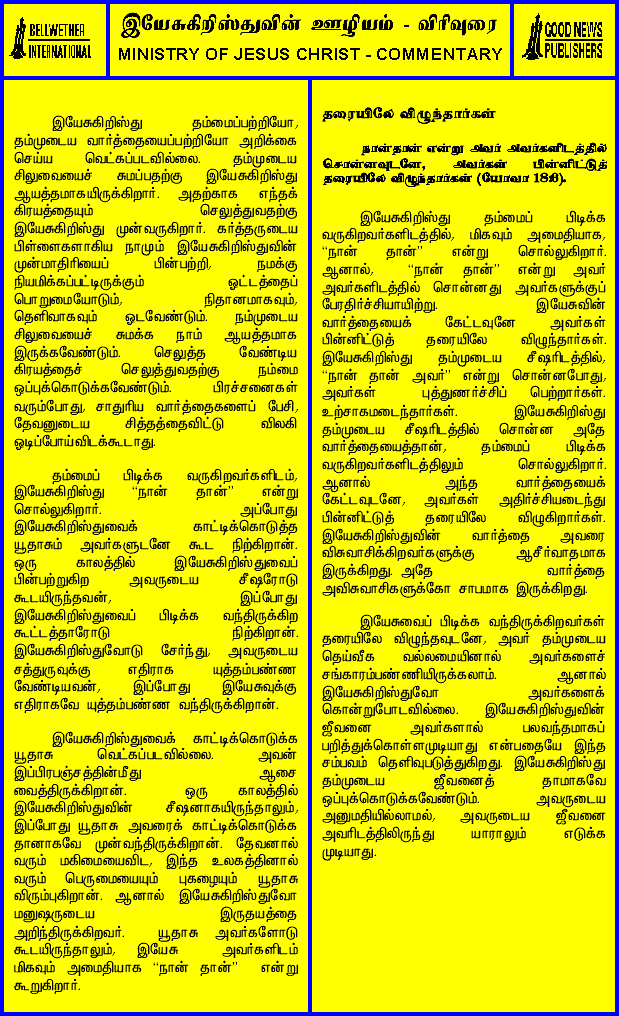 BELLWETHER
INTERNATIONAL
இயேசுகிறிஸ்துவின் ஊழியம் - விரிவுரை
MINISTRY OF JESUS CHRIST - COMMENTARY
GOOD NEWS
PUBLISHERS
இயேசுகிறிஸ்து தம்மைப்பற்றியோ,
தம்முடைய வார்த்தையைப்பற்றியோ அறிக்கை
செய்ய வெட்கப்படவில்லை. தம்முடைய
சிலுவையைச் சுமப்பதற்கு இயேசுகிறிஸ்து
ஆயத்தமாகயிருக்கிறார். அதற்காக எந்தக்
கிரயத்தையும் செலுத்துவதற்கு
இயேசுகிறிஸ்து முன்வருகிறார். கர்த்தருடைய
பிள்ளைகளாகிய நாமும் இயேசுகிறிஸ்துவின்
முன்மாதிரியைப் பின்பற்றி, நமக்கு
நியமிக்கப்பட்டிருக்கும் ஓட்டத்தைப்
பொறுமையோடும், நிதானமாகவும்,
தெளிவாகவும் ஓடவேண்டும். நம்முடைய
சிலுவையைச் சுமக்க நாம் ஆயத்தமாக
இருக்கவேண்டும். செலுத்த வேண்டிய
கிரயத்தைச் செலுத்துவதற்கு நம்மை
ஒப்புக்கொடுக்கவேண்டும். பிரச்சனைகள்
வரும்போது, சாதுரிய வார்த்தைகளைப் பேசி,
தேவனுடைய சித்தத்தைவிட்டு விலகி
ஓடிப்போய்விடக்கூடாது.
தம்மைப் பிடிக்க வருகிறவர்களிடம்,
இயேசுகிறிஸ்து “நான் தான்” என்று
சொல்லுகிறார். அப்போது
இயேசுகிறிஸ்துவைக் காட்டிக்கொடுத்த
யூதாசும் அவர்களுடனே கூட நிற்கிறான்.
ஒரு காலத்தில் இயேசுகிறிஸ்துவைப்
பின்பற்றுகிற அவருடைய சீஷரோடு
கூடயிருந்தவன், இப்போது
இயேசுகிறிஸ்துவைப் பிடிக்க வந்திருக்கிற
கூட்டத்தாரோடு நிற்கிறான்.
இயேசுகிறிஸ்துவோடு சேர்ந்து, அவருடைய
சத்துருவுக்கு எதிராக யுத்தம்பண்ண
வேண்டியவன், இப்போது இயேசுவுக்கு
எதிராகவே யுத்தம்பண்ண வந்திருக்கிறான்.
இயேசுகிறிஸ்துவைக் காட்டிக்கொடுக்க
யூதாசு வெட்கப்படவில்லை. அவன்
இப்பிரபஞ்சத்தின்மீது ஆசை
வைத்திருக்கிறான். ஒரு காலத்தில்
இயேசுகிறிஸ்துவின் சீஷனாகயிருந்தாலும்,
இப்போது யூதாசு அவரைக் காட்டிக்கொடுக்க
தானாகவே முன்வந்திருக்கிறான். தேவனால்
வரும் மகிமையைவிட, இந்த உலகத்தினால்
வரும் பெருமையையும் புகழையும் யூதாசு
விரும்புகிறான். ஆனால் இயேசுகிறிஸ்துவோ
மனுஷருடைய இருதயத்தை
அறிந்திருக்கிறவர். யூதாசு அவர்களோடு
கூடயிருந்தாலும், இயேசு அவர்களிடம்
மிகவும் அமைதியாக “நான் தான்” என்று
கூறுகிறார்.
தரையிலே விழுந்தார்கள்
நான்தான் என்று அவர் அவர்களிடத்தில்
சொன்னவுடனே, அவர்கள் பின்னிட்டுத்
தரையிலே விழுந்தார்கள் (யோவா 18:6).
இயேசுகிறிஸ்து தம்மைப் பிடிக்க
வருகிறவர்களிடத்தில், மிகவும் அமைதியாக,
“நான் தான்” என்று சொல்லுகிறார்.
ஆனால், “நான் தான்” என்று அவர்
அவர்களிடத்தில் சொன்னது அவர்களுக்குப்
பேரதிர்ச்சியாயிற்று. இயேசுவின்
வார்த்தையைக் கேட்டவுனே அவர்கள்
பின்னிட்டுத் தரையிலே விழுந்தார்கள்.
இயேசுகிறிஸ்து தம்முடைய சீஷரிடத்தில்,
“நான் தான் அவர்” என்று சொன்னபோது,
அவர்கள் புத்துணர்ச்சிப் பெற்றார்கள்.
உற்சாகமடைந்தார்கள். இயேசுகிறிஸ்து
தம்முடைய சீஷரிடத்தில் சொன்ன அதே
வார்த்தையைத்தான், தம்மைப் பிடிக்க
வருகிறவர்களிடத்திலும் சொல்லுகிறார்.
ஆனால் அந்த வார்த்தையைக்
கேட்டவுடனே, அவர்கள் அதிர்ச்சியடைந்து
பின்னிட்டுத் தரையிலே விழுகிறார்கள்.
இயேசுகிறிஸ்துவின் வார்த்தை அவரை
விசுவாசிக்கிறவர்களுக்கு ஆசீர்வாதமாக
இருக்கிறது. அதே வார்த்தை
அவிசுவாசிகளுக்கோ சாபமாக இருக்கிறது.
இயேசுவைப் பிடிக்க வந்திருக்கிறவர்கள்
தரையிலே விழுந்தவுடனே, அவர் தம்முடைய
தெய்வீக வல்லமையினால் அவர்களைச்
சங்காரம்பண்ணியிருக்கலாம். ஆனால்
இயேசுகிறிஸ்துவோ அவர்களைக்
கொன்றுபோடவில்லை. இயேசுகிறிஸ்துவின்
ஜீவனை அவர்களால் பலவந்தமாகப்
பறித்துக்கொள்ளமுடியாது என்பதையே இந்த
சம்பவம் தெளிவுபடுத்துகிறது. இயேசுகிறிஸ்து
தம்முடைய ஜீவனைத் தாமாகவே
ஒப்புக்கொடுக்கவேண்டும். அவருடைய
அனுமதியில்லாமல், அவருடைய ஜீவனை
அவரிடத்திலிருந்து யாராலும் எடுக்க
முடியாது.